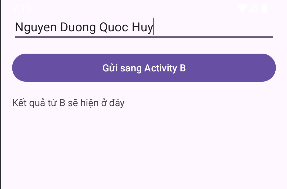 Nguyen Duong Quoc Huy
Gửi sang Activity B
Kết quả từ B sẽ hiện ở đây